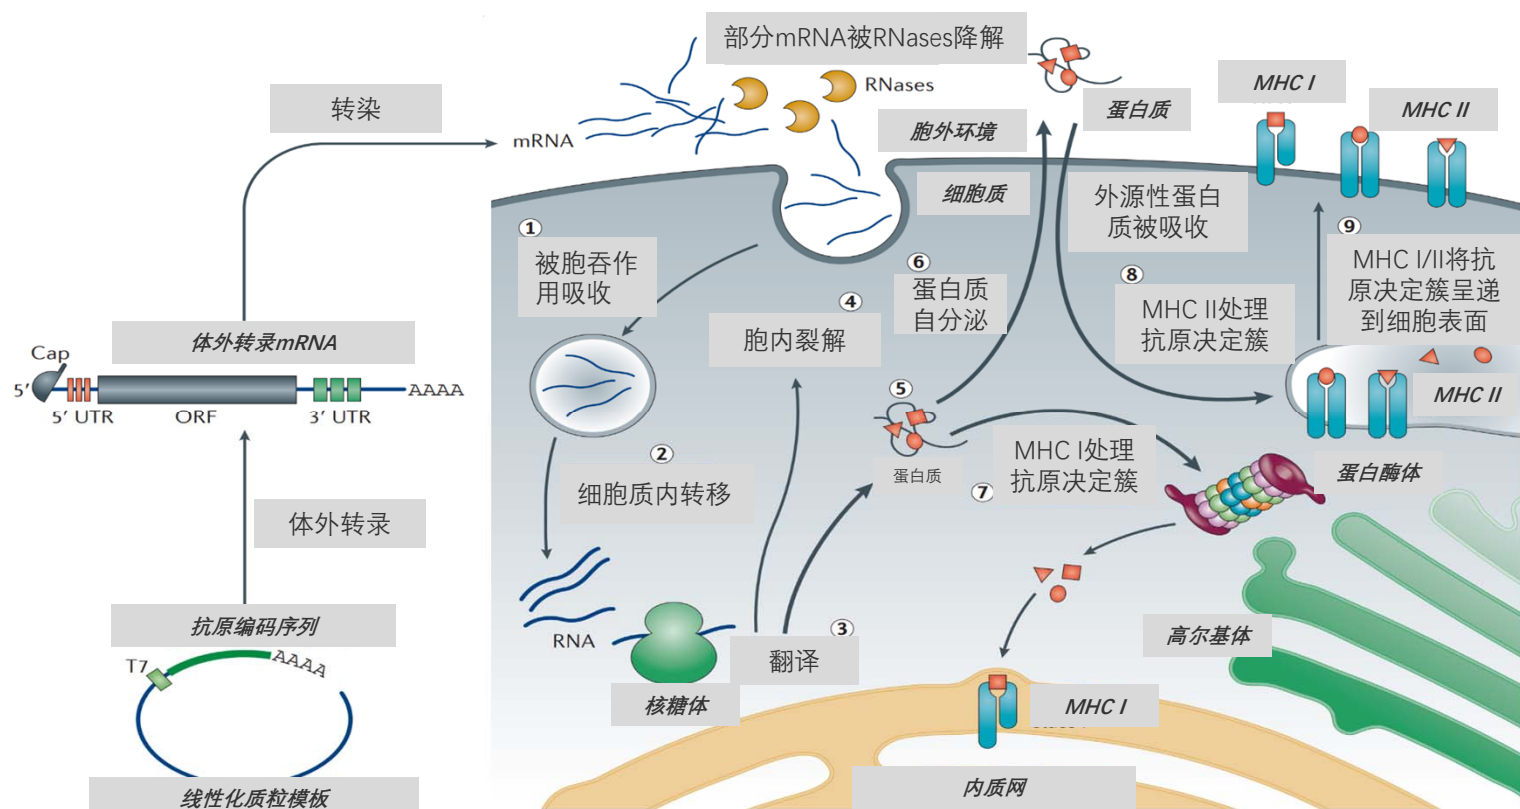 部分mRNA被RNases降解
RNases
mRNA
转染
胞外环境
蛋白质
MHC I
MHC II
细胞质
外源性蛋白
质被吸收
①
被胞吞作
用吸收
⑥
蛋白质
自分泌
⑧
MHC II处理
抗原决定簇
⑨
MHC I/II将抗
原决定簇呈递
到细胞表面
④
胞内裂解
体外转录mRNA
Cap
5′
AAAA
5′ UTR
ORF
3′ UTR
⑤
蛋白质
MHC II
②
细胞质内转移
⑦
MHC I处理
抗原决定簇
蛋白酶体
体外转录
抗原编码序列
T7
AAAA
RNA
③
翻译
核糖体
高尔基体
MHC I
内质网
线性化质粒模板